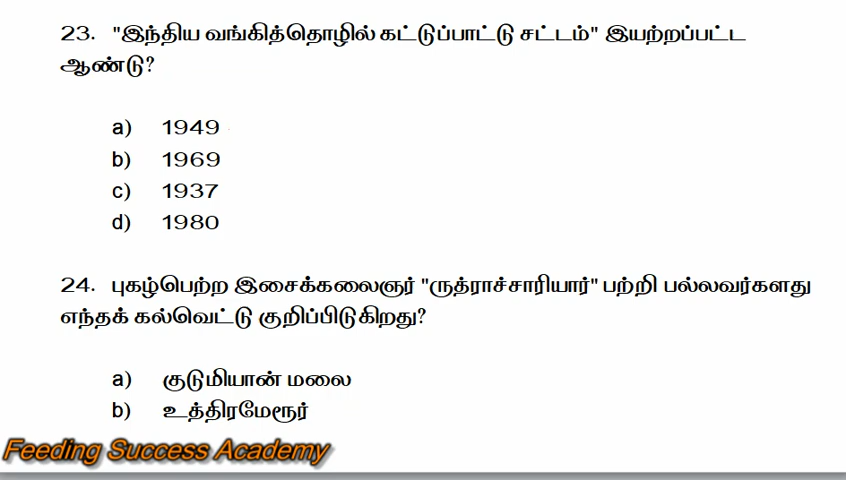 23. "இந்திய வங்கித்தொழில் கட்டுப்பாட்டு சட்டம்" இயற்றப்பட்ட
ஆண்டு?
a) 1949
b) 1969
c) 1937
d) 1980
24. புகழ்பெற்ற இசைக்கலைஞர் "ருத்ராச்சாரியார்" பற்றி பல்லவர்களது
எந்தக் கல்வெட்டு குறிப்பிடுகிறது?
a) குடுமியான் மலை
b) உத்திரமேரூர்
Feeding Success Academy